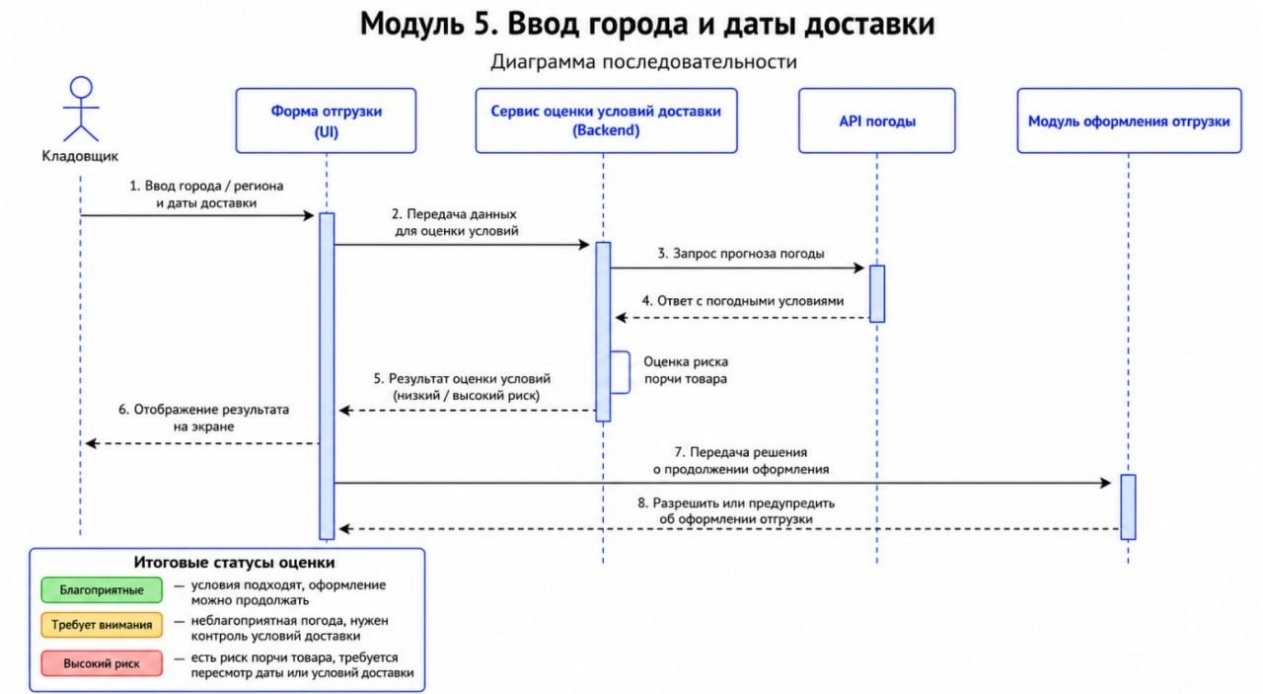 Модуль 5. Ввод города и даты доставки
Диаграмма последовательности
Кладовщик
Форма отгрузки
(UI)
Сервис оценки условий доставки
(Backend)
API погоды
Модуль оформления отгрузки
1. Ввод города / региона
и даты доставки
2. Передача данных
для оценки условий
3. Запрос прогноза погоды
4. Ответ с погодными условиями
Оценка риска
порчи товара
5. Результат оценки условий
(низкий / высокий риск)
6. Отображение результата
на экране
7. Передача решения
о продолжении оформления
8. Разрешить или предупредить
об оформлении отгрузки
Итоговые статусы оценки
Благоприятные — условия подходят, оформление
можно продолжать
Требует внимания — неблагоприятная погода, нужен
контроль условий доставки
Высокий риск — есть риск порчи товара, требуется
пересмотр даты или условий доставки